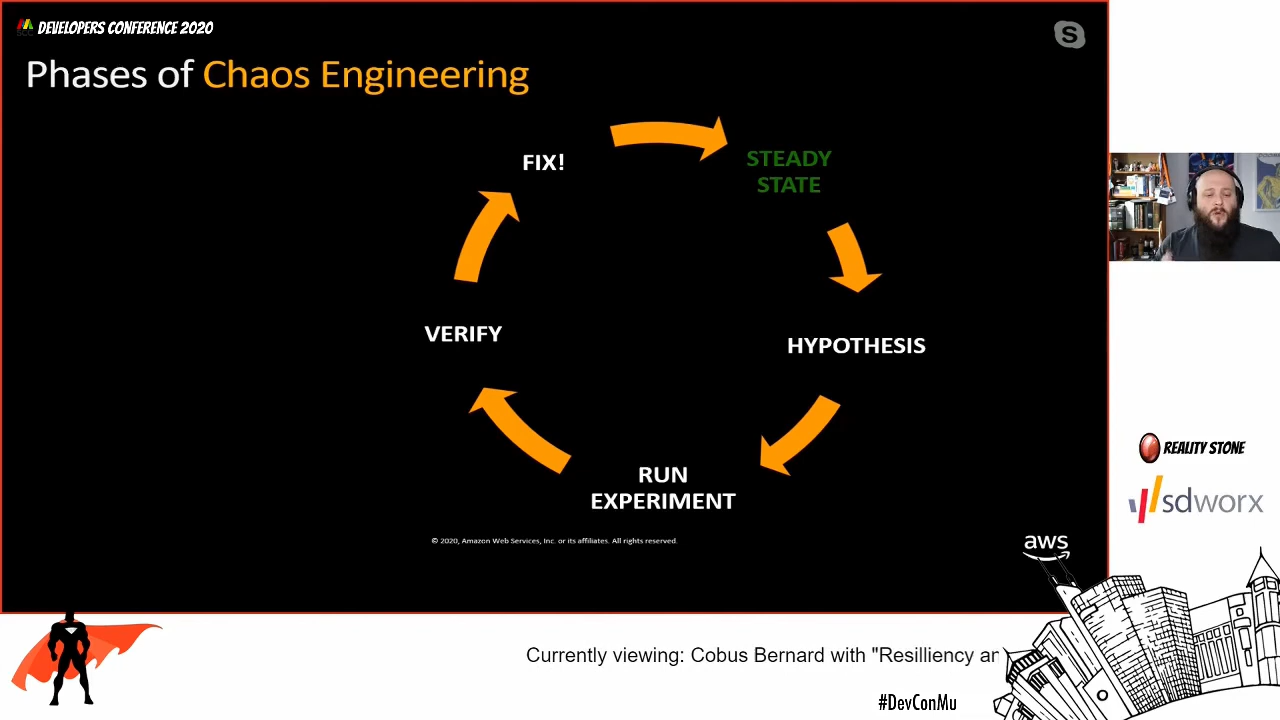 DEVELOPERS CONFERENCE 2020
S
Phases of Chaos Engineering
FIX!
STEADY
STATE
VERIFY
HYPOTHESIS
RUN
EXPERIMENT
© 2020, Amazon Web Services, Inc. or its affiliates. All rights reserved.
aws
REALITY STONE
sdworx
Currently viewing: Cobus Bernard with "Resilliency an
#DevConMu